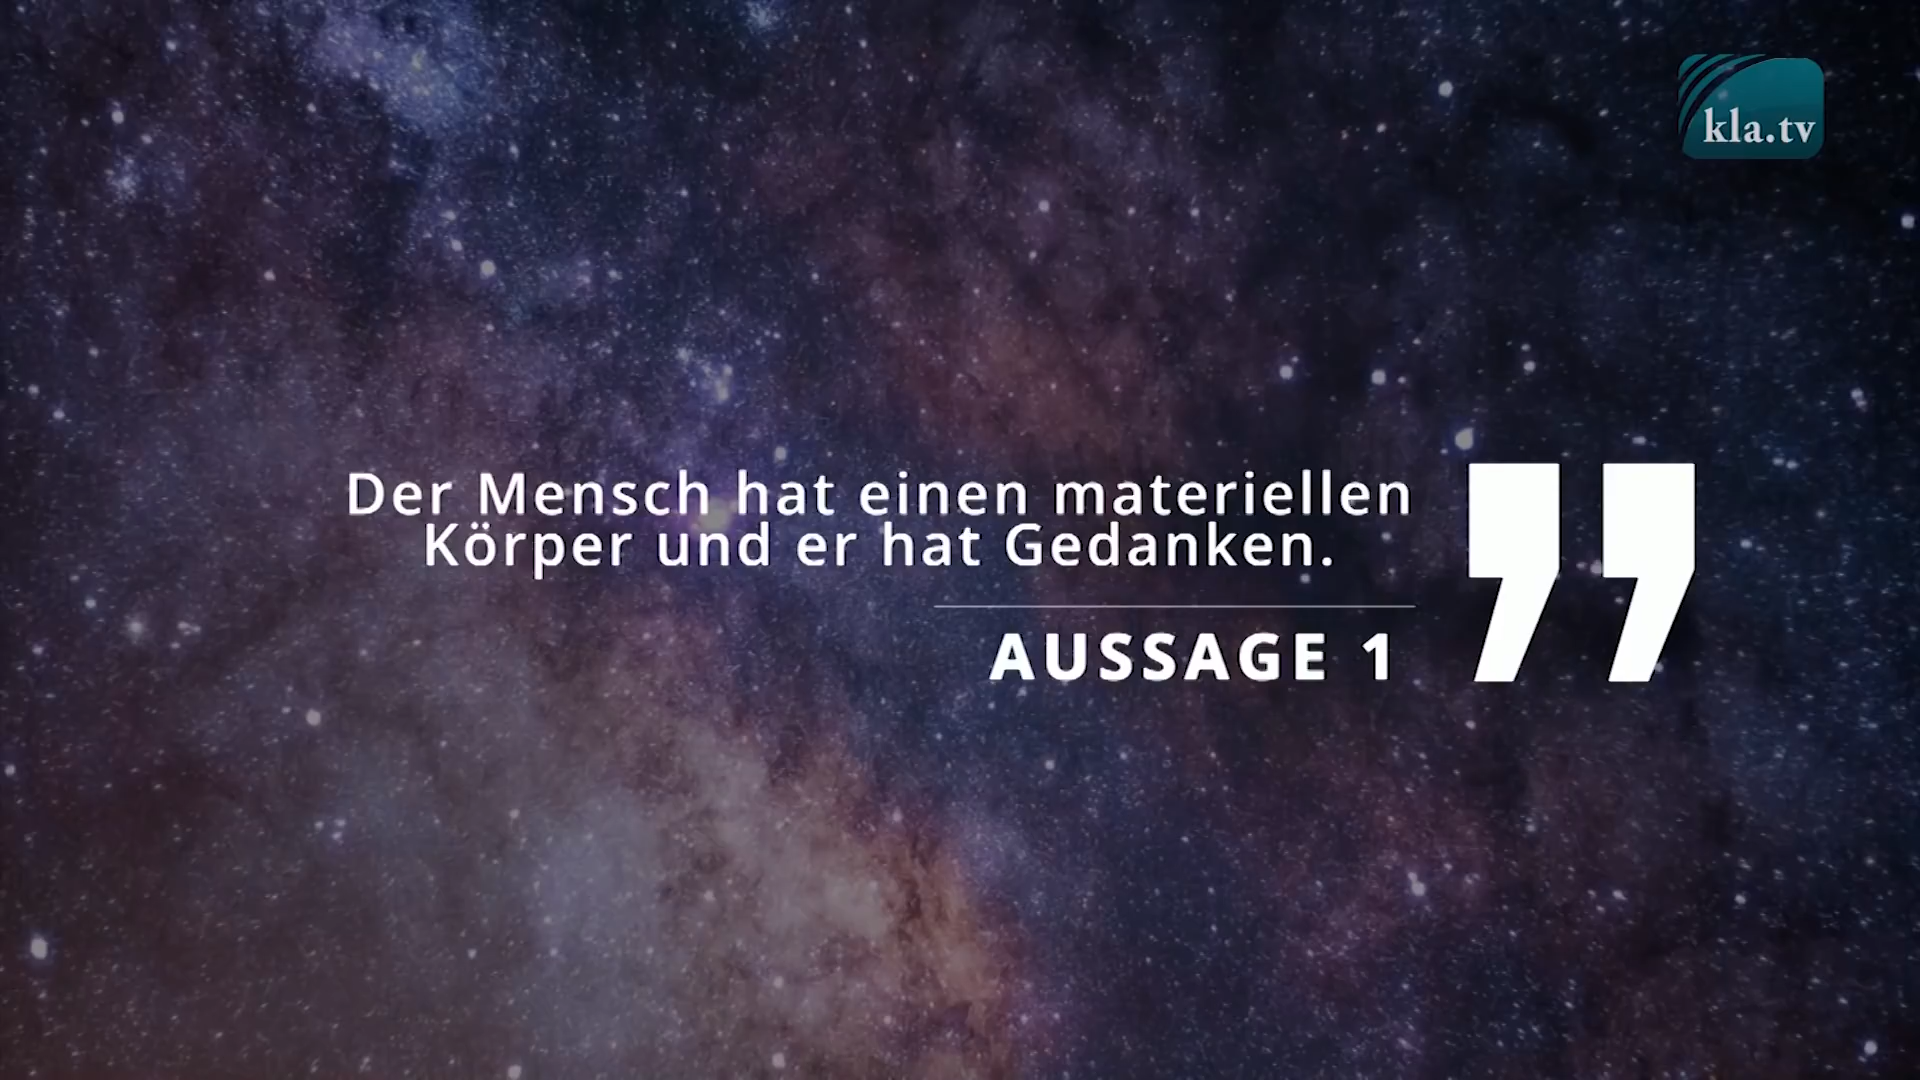 kla.tv
Der Mensch hat einen materiellen
Körper und er hat Gedanken.
AUSSAGE 1
"